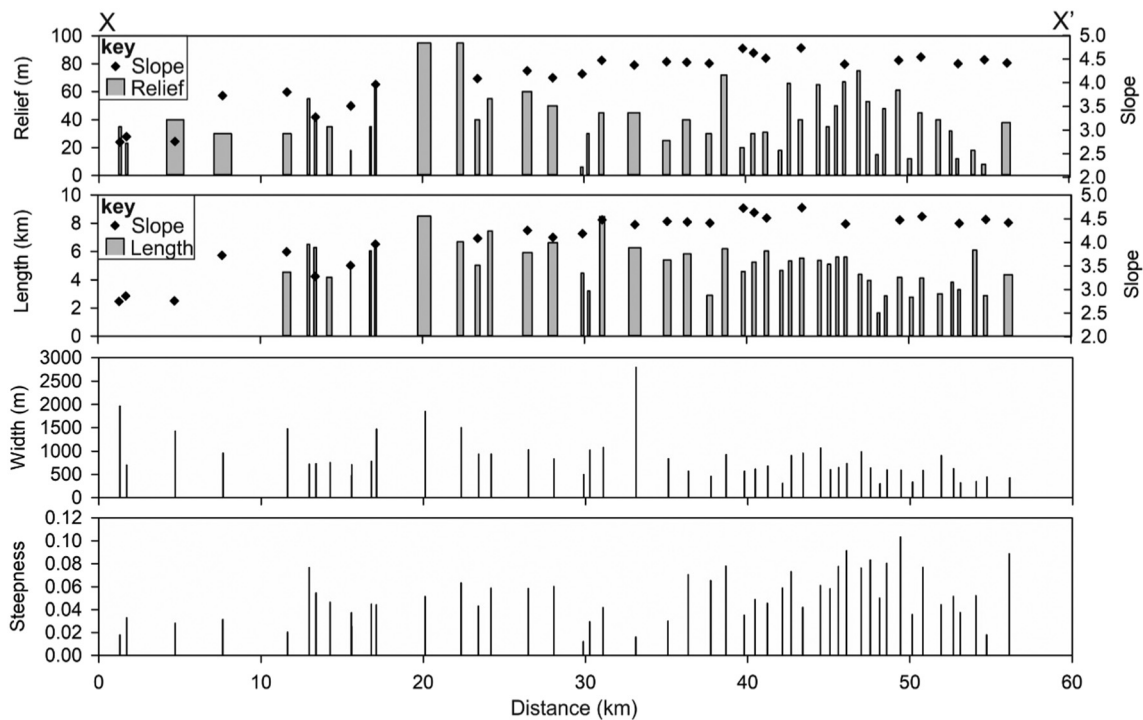 X X'
100 key 5.0
Slope 4.5
80 4.0
Relief
60 3.5
Relief (m) Slope
40 3.0
20 2.5
0 2.0
10 key 5.0
8 Slope 4.5
Length 4.0
6 3.5
Length (km) Slope
4 3.0
2 2.5
0 2.0
3000
2500
2000
Width (m)
1500
1000
500
0
0.12
0.10
0.08
Steepness
0.06
0.04
0.02
0.00
0 10 20 30 40 50 60
Distance (km)